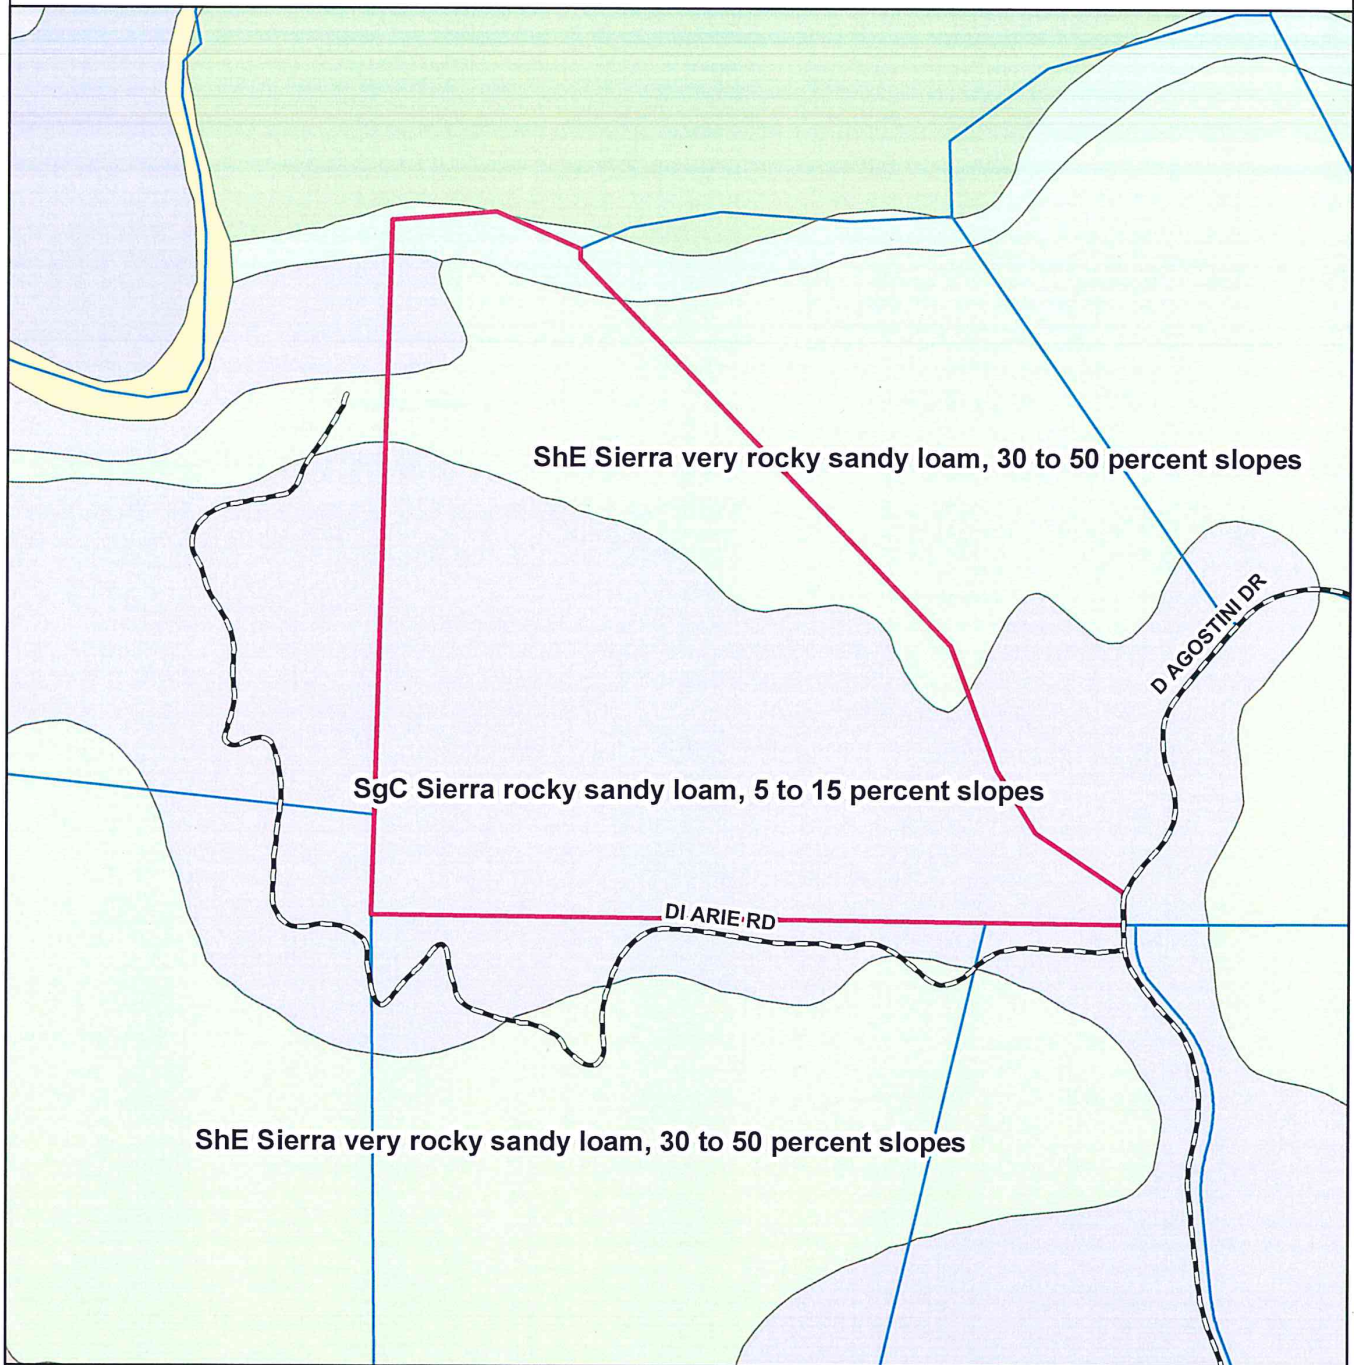 ShE Sierra very rocky sandy loam, 30 to 50 percent slopes
D AGOSTINI DR
SgC Sierra rocky sandy loam, 5 to 15 percent slopes
DI ARIE RD
ShE Sierra very rocky sandy loam, 30 to 50 percent slopes